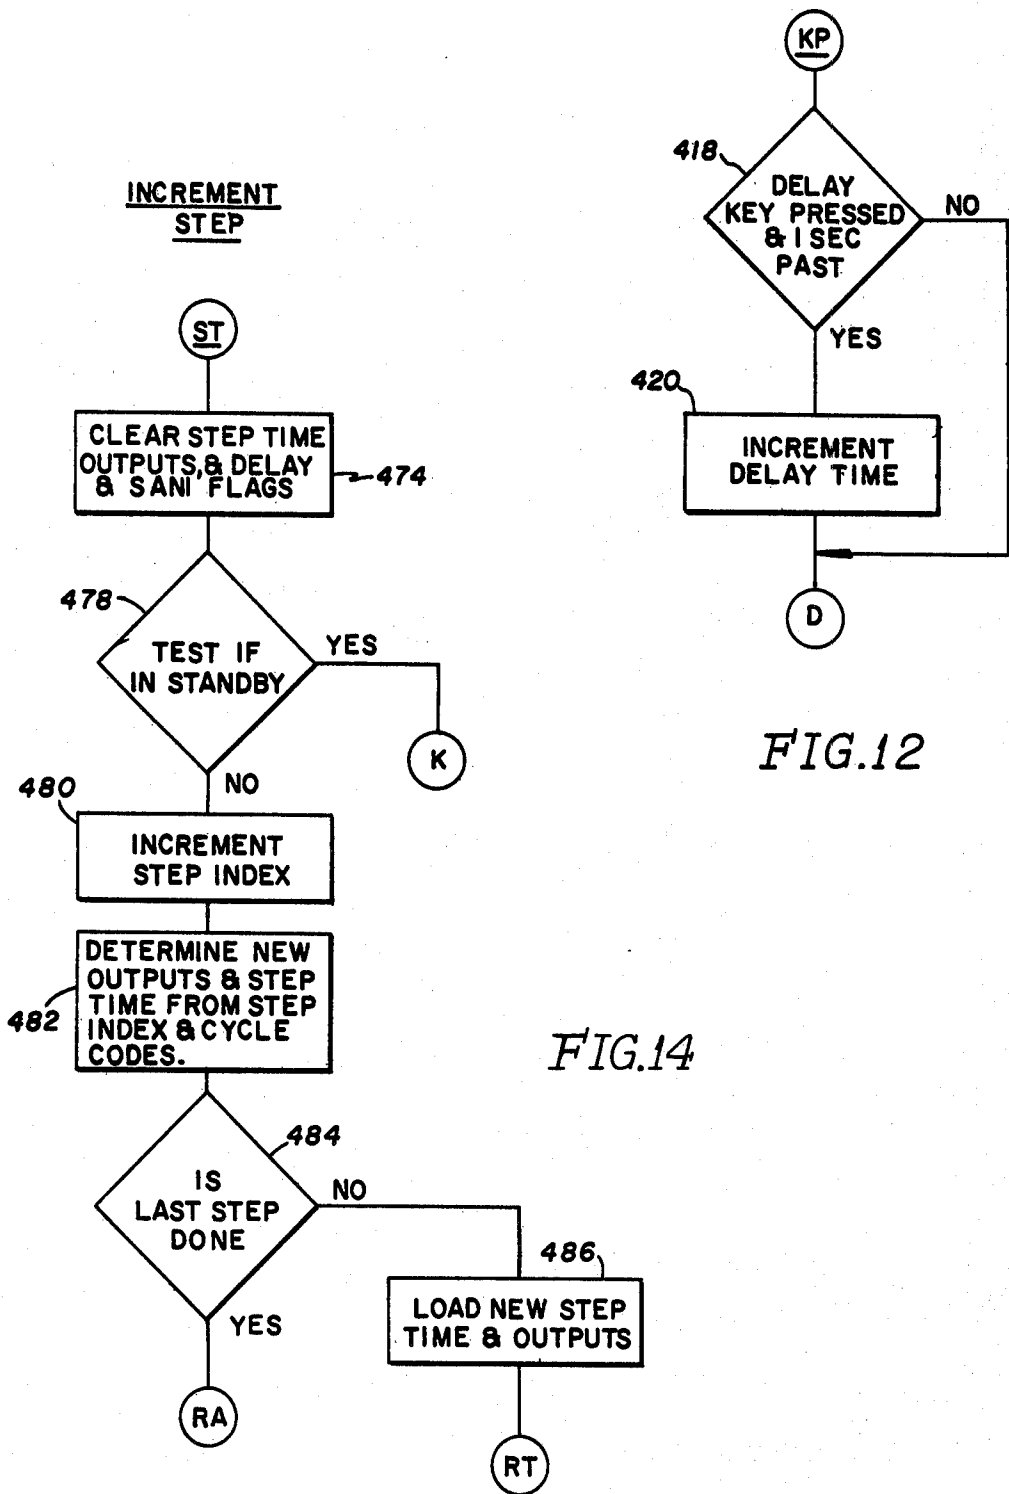 KP
418
DELAY
KEY PRESSED
& 1 SEC
PAST
NO
YES
420
INCREMENT
DELAY TIME
D
FIG.12
INCREMENT
STEP
ST
CLEAR STEP TIME
OUTPUTS,& DELAY
& SANI FLAGS
474
478
TEST IF
IN STANDBY
YES
K
NO
480
INCREMENT
STEP INDEX
DETERMINE NEW
OUTPUTS & STEP
TIME FROM STEP
INDEX & CYCLE
CODES.
482
FIG.14
484
IS
LAST STEP
DONE
NO
486
LOAD NEW STEP
TIME & OUTPUTS
YES
RA
RT